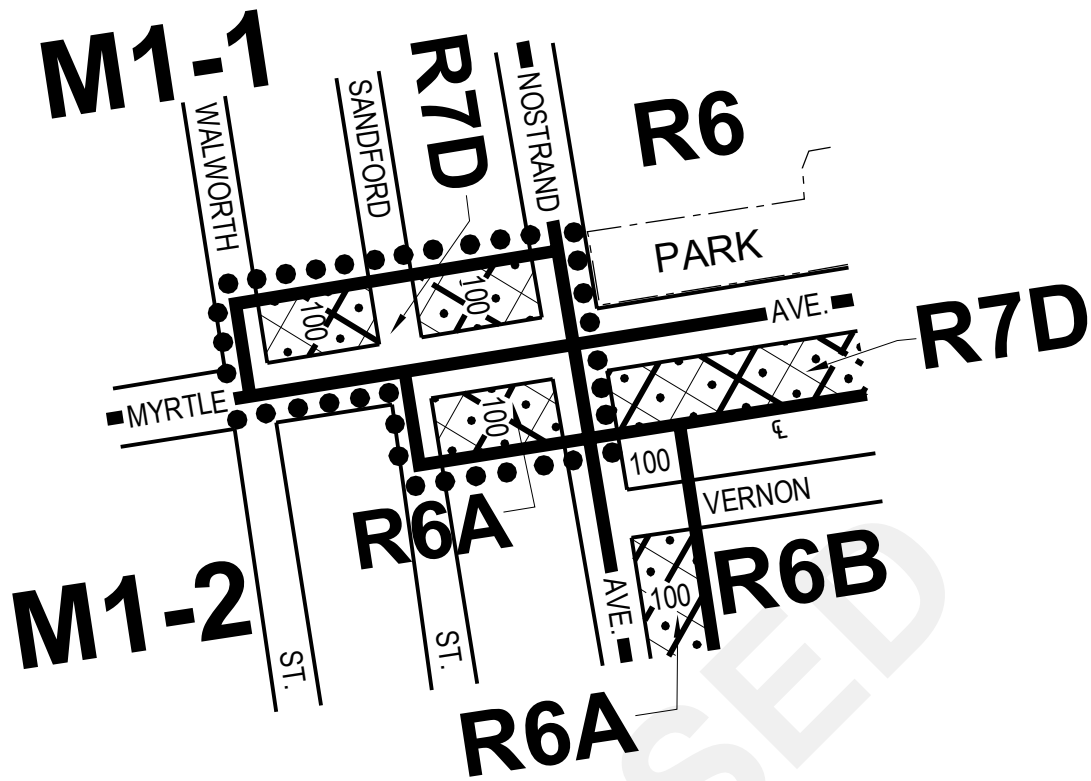 M1-1
WALWORTH
SANDFORD
R7D
NOSTRAND
R6
PARK
100
100
AVE.
R7D
MYRTLE
100
℄
100
VERNON
R6A
R6B
M1-2
100
AVE.
ST.
ST.
R6A
SED